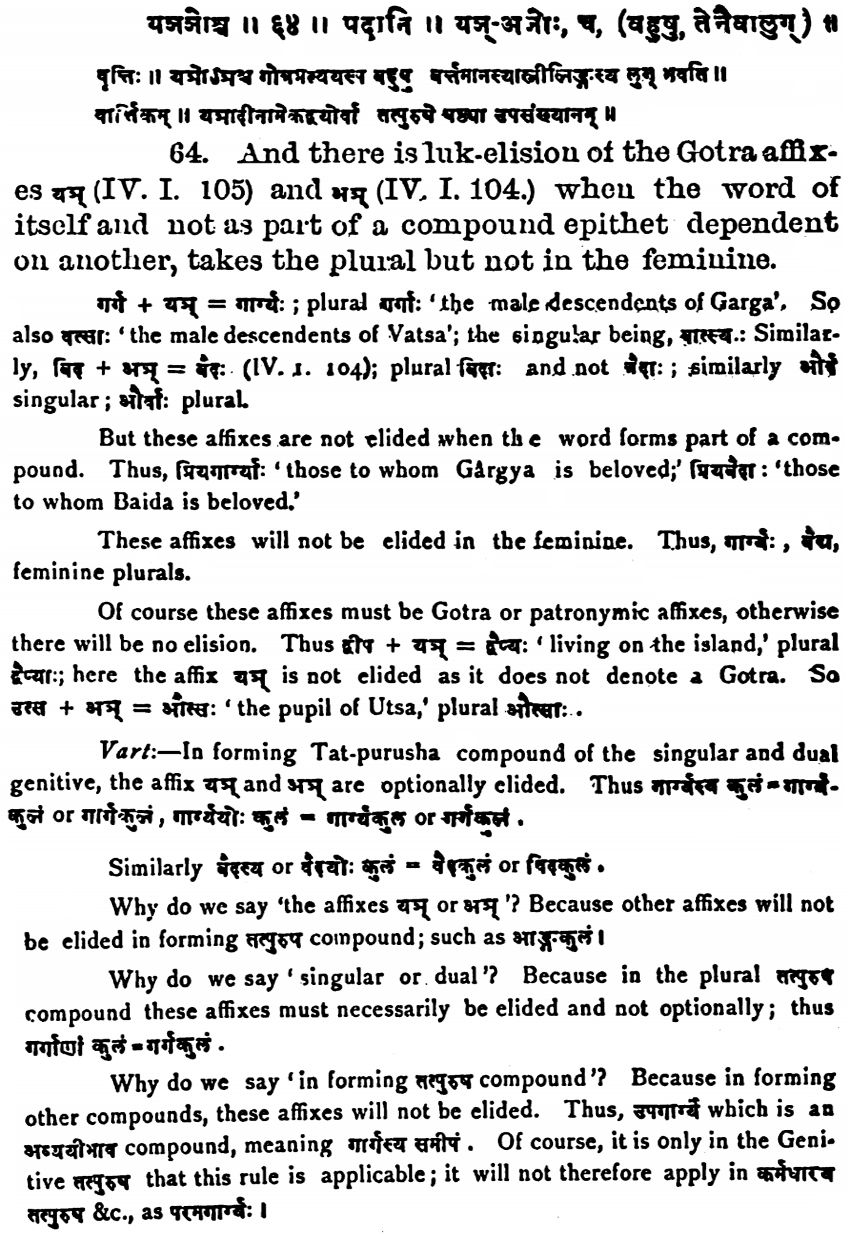 यञञोश्च ॥ ६४ ॥ पदानि ॥ यञ्-अञोः, च, (बहुषु, तेनैवालुग्) ॥
वृत्तिः ॥ यञोऽञश्च गोत्रप्रत्ययस्य बहुषु वर्त्तमानस्यास्त्रीलिङ्गस्य लुग् भवति ॥
वार्त्तिकम् ॥ यञादीनामेकद्वयोर्वा तत्पुरुषे षष्ठ्या उपसंख्यानम् ॥
64. And there is luk-elision of the Gotra affix-
es यञ् (IV. I. 105) and अञ् (IV. I. 104.) when the word of
itself and not as part of a compound epithet dependent
on another, takes the plural but not in the feminine.
गर्ग + यञ् = गार्ग्यः ; plural गर्गाः 'the male descendents of Garga'. So
also वत्साः 'the male descendents of Vatsa'; the singular being, वात्स्य.: Similar-
ly, बिद + अञ् = बैदः (IV. 1. 104); plural बिदाः and not बैदाः ; similarly और्व
singular ; और्वाः plural.
But these affixes are not elided when the word forms part of a com-
pound. Thus, प्रियगार्ग्याः 'those to whom Gârgya is beloved;' प्रियबैदा : 'those
to whom Baida is beloved.'
These affixes will not be elided in the feminine. Thus, गार्ग्यः , बैद्य,
feminine plurals.
Of course these affixes must be Gotra or patronymic affixes, otherwise
there will be no elision. Thus द्वीप + यञ् = द्वैप्यः 'living on the island,' plural
द्वैप्याः; here the affix यञ् is not elided as it does not denote a Gotra. So
उत्स + अञ् = औत्सः 'the pupil of Utsa,' plural औत्साः .
Vart:—In forming Tat-purusha compound of the singular and dual
genitive, the affix यञ् and अञ् are optionally elided. Thus गार्ग्यस्य कुलं = गार्ग्य-
कुलं or गर्गकुलं , गार्ग्ययोः कुलं = गार्ग्यकुल or गर्गकुलं .
Similarly बैदस्य or बैदयोः कुलं = बैदकुलं or बिदकुलं .
Why do we say 'the affixes यञ् or अञ् '? Because other affixes will not
be elided in forming तत्पुरुष compound; such as आङ्गकुलं ।
Why do we say 'singular or dual'? Because in the plural तत्पुरुष
compound these affixes must necessarily be elided and not optionally; thus
गर्गाणां कुलं = गर्गकुलं .
Why do we say 'in forming तत्पुरुष compound'? Because in forming
other compounds, these affixes will not be elided. Thus, उपगार्ग्यं which is an
अव्ययीभाव compound, meaning गार्गस्य समीपं . Of course, it is only in the Geni-
tive तत्पुरुष that this rule is applicable; it will not therefore apply in कर्मधारय
तत्पुरुष &c., as परमगार्ग्यः ।